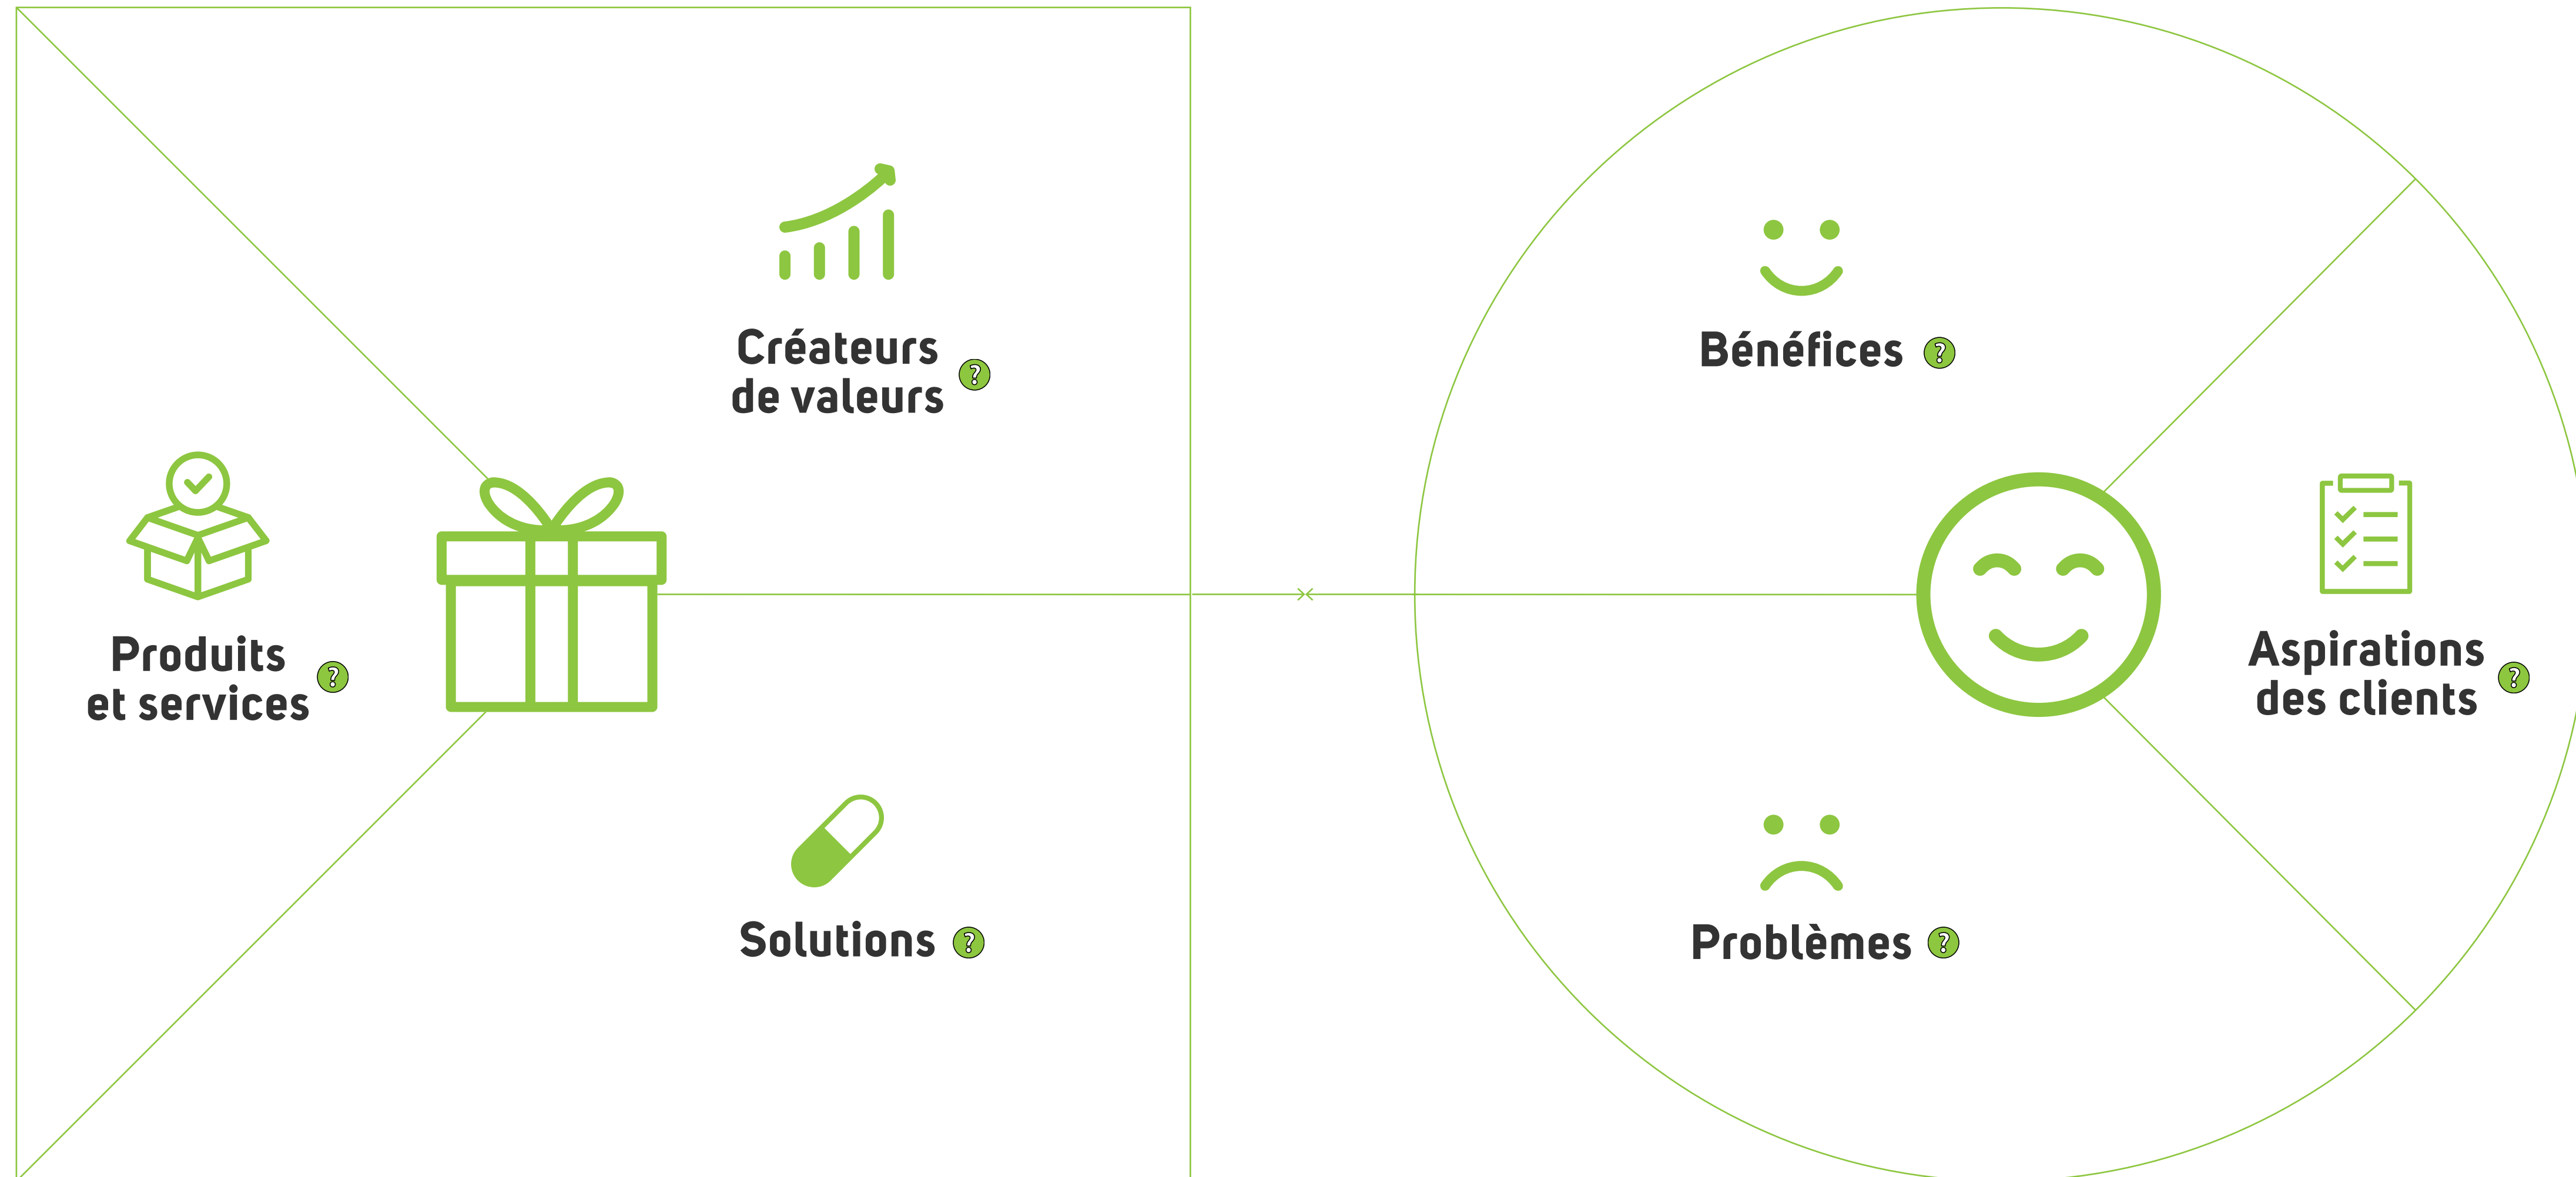 Créateurs
de valeurs ?
Produits
et services ?
Solutions ?
Bénéfices ?
Aspirations
des clients ?
Problèmes ?